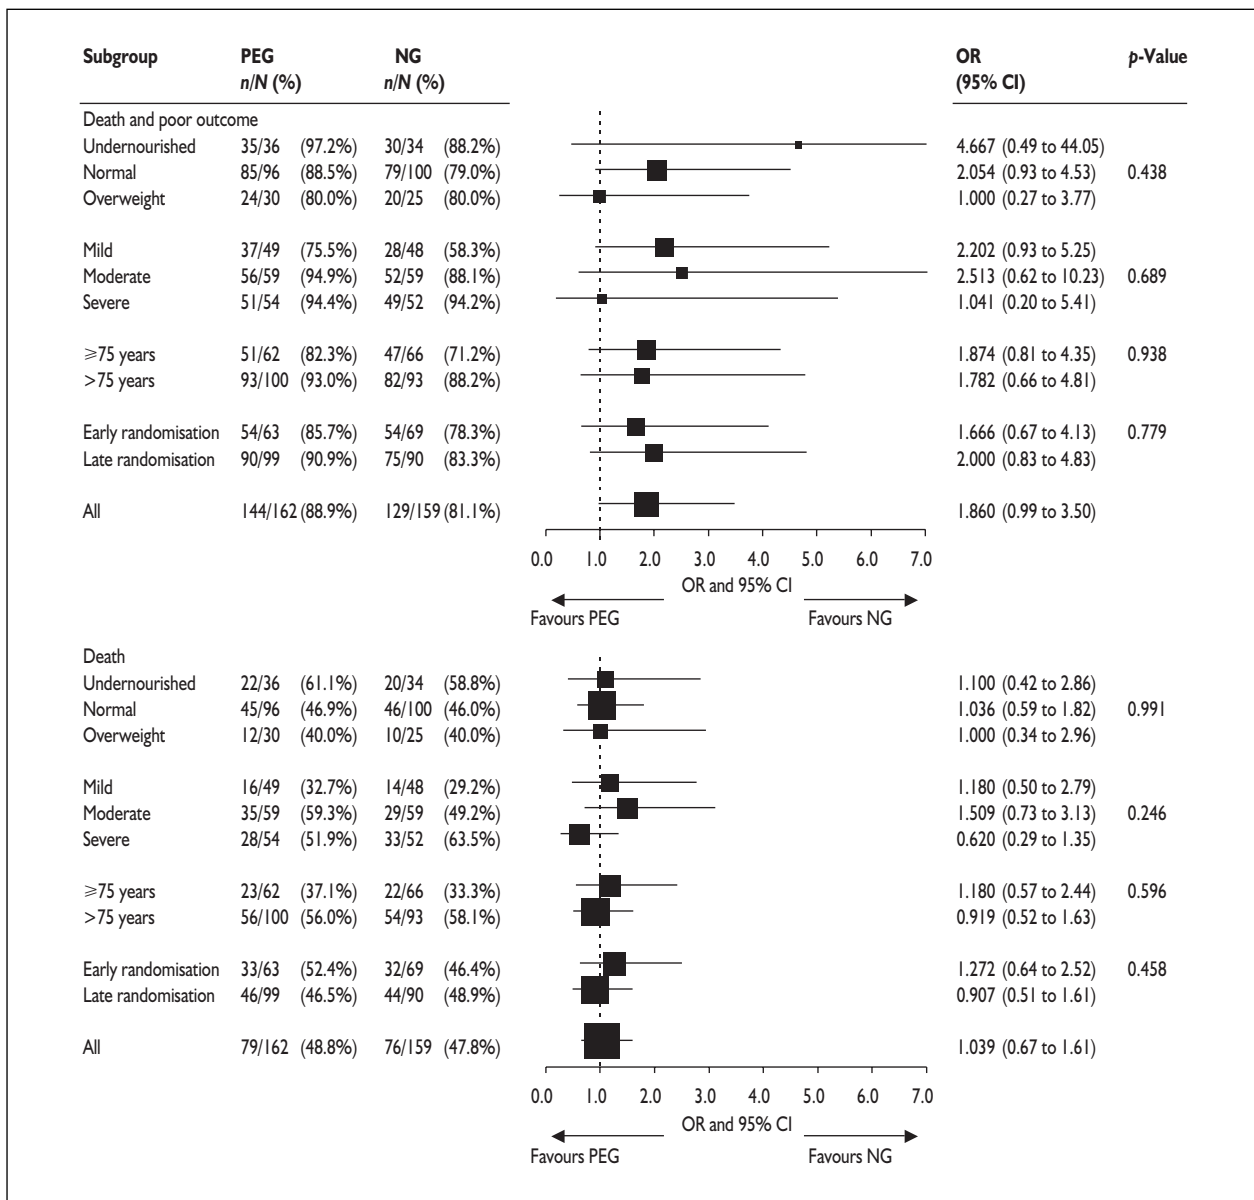 Subgroup PEG NG OR p-Value
n/N (%) n/N (%) (95% CI)
Death and poor outcome
Undernourished 35/36 (97.2%) 30/34 (88.2%) 4.667 (0.49 to 44.05)
Normal 85/96 (88.5%) 79/100 (79.0%) 2.054 (0.93 to 4.53) 0.438
Overweight 24/30 (80.0%) 20/25 (80.0%) 1.000 (0.27 to 3.77)
Mild 37/49 (75.5%) 28/48 (58.3%) 2.202 (0.93 to 5.25)
Moderate 56/59 (94.9%) 52/59 (88.1%) 2.513 (0.62 to 10.23) 0.689
Severe 51/54 (94.4%) 49/52 (94.2%) 1.041 (0.20 to 5.41)
⩾75 years 51/62 (82.3%) 47/66 (71.2%) 1.874 (0.81 to 4.35) 0.938
>75 years 93/100 (93.0%) 82/93 (88.2%) 1.782 (0.66 to 4.81)
Early randomisation 54/63 (85.7%) 54/69 (78.3%) 1.666 (0.67 to 4.13) 0.779
Late randomisation 90/99 (90.9%) 75/90 (83.3%) 2.000 (0.83 to 4.83)
All 144/162 (88.9%) 129/159 (81.1%) 1.860 (0.99 to 3.50)
0.0 1.0 2.0 3.0 4.0 5.0 6.0 7.0
OR and 95% CI
Favours PEG Favours NG
Death
Undernourished 22/36 (61.1%) 20/34 (58.8%) 1.100 (0.42 to 2.86)
Normal 45/96 (46.9%) 46/100 (46.0%) 1.036 (0.59 to 1.82) 0.991
Overweight 12/30 (40.0%) 10/25 (40.0%) 1.000 (0.34 to 2.96)
Mild 16/49 (32.7%) 14/48 (29.2%) 1.180 (0.50 to 2.79)
Moderate 35/59 (59.3%) 29/59 (49.2%) 1.509 (0.73 to 3.13) 0.246
Severe 28/54 (51.9%) 33/52 (63.5%) 0.620 (0.29 to 1.35)
⩾75 years 23/62 (37.1%) 22/66 (33.3%) 1.180 (0.57 to 2.44) 0.596
>75 years 56/100 (56.0%) 54/93 (58.1%) 0.919 (0.52 to 1.63)
Early randomisation 33/63 (52.4%) 32/69 (46.4%) 1.272 (0.64 to 2.52) 0.458
Late randomisation 46/99 (46.5%) 44/90 (48.9%) 0.907 (0.51 to 1.61)
All 79/162 (48.8%) 76/159 (47.8%) 1.039 (0.67 to 1.61)
0.0 1.0 2.0 3.0 4.0 5.0 6.0 7.0
OR and 95% CI
Favours PEG Favours NG